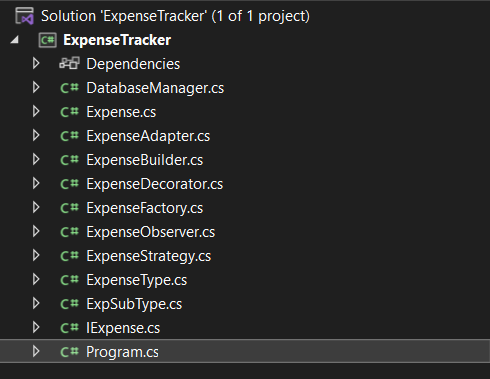 Solution 'ExpenseTracker' (1 of 1 project)
C# ExpenseTracker
Dependencies
C# DatabaseManager.cs
C# Expense.cs
C# ExpenseAdapter.cs
C# ExpenseBuilder.cs
C# ExpenseDecorator.cs
C# ExpenseFactory.cs
C# ExpenseObserver.cs
C# ExpenseStrategy.cs
C# ExpenseType.cs
C# ExpSubType.cs
C# IExpense.cs
C# Program.cs